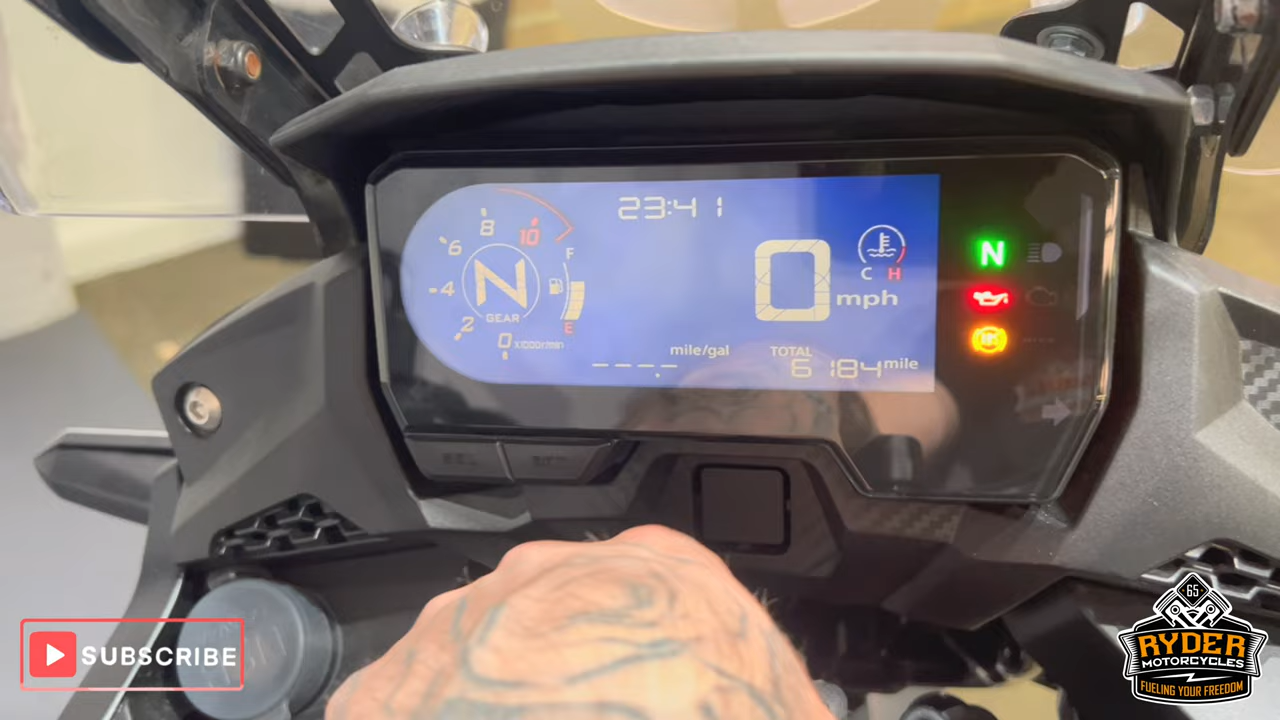 23:41
8
10
6
F
4
N
GEAR
2
E
0 x1000r/min
0 mph
C H
----.- mile/gal
TOTAL
6184 mile
N
SUBSCRIBE
65
RYDER
MOTORCYCLES
FUELING YOUR FREEDOM